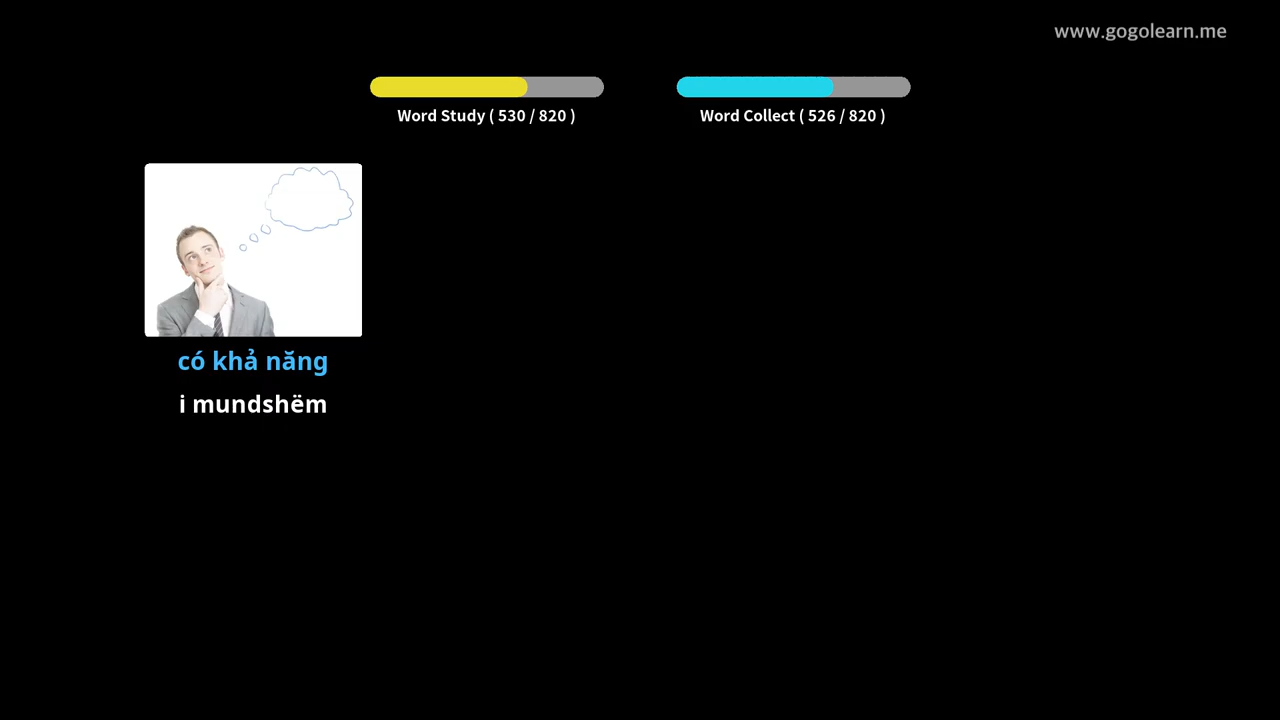 www.gogolearn.me
Word Study ( 530 / 820 )
Word Collect ( 526 / 820 )
có khả năng
i mundshëm